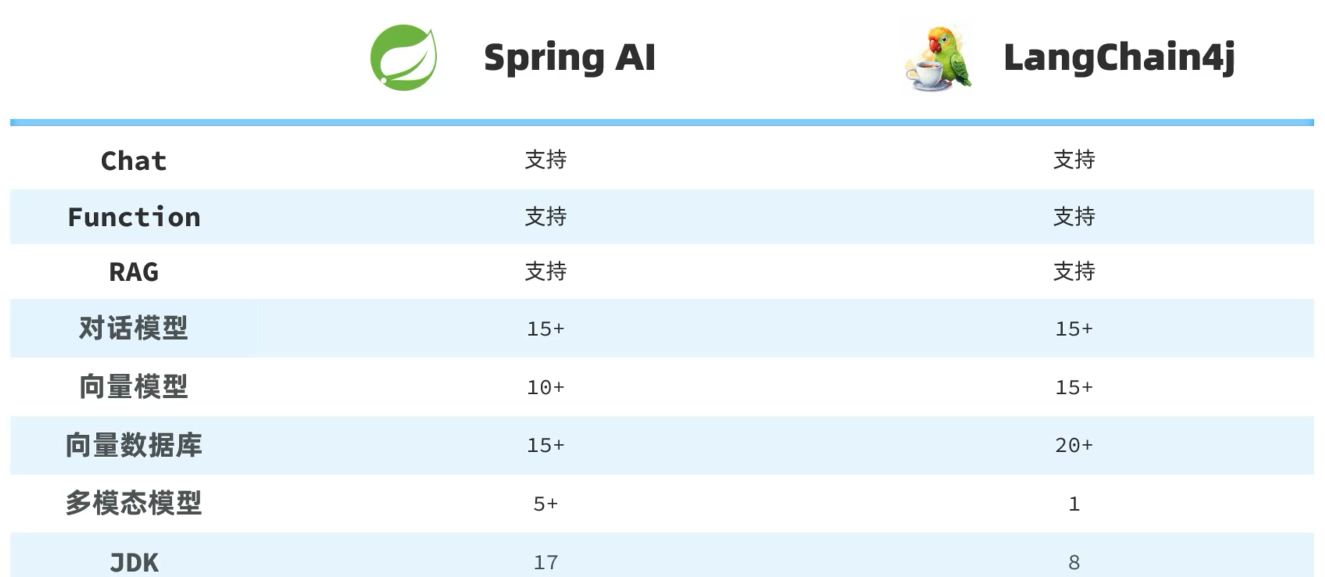 Spring AI LangChain4j
Chat 支持 支持
Function 支持 支持
RAG 支持 支持
对话模型 15+ 15+
向量模型 10+ 15+
向量数据库 15+ 20+
多模态模型 5+ 1
JDK 17 8